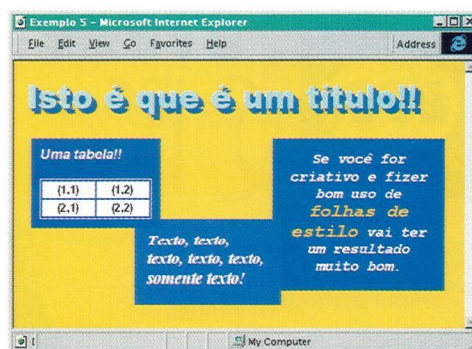 Exemplo 5 - Microsoft Internet Explorer
File Edit View Go Favorites Help Address
Isto é que é um título!!
Uma tabela!!
(1,1) (1,2)
(2,1) (2,2)
Texto, texto,
texto, texto, texto,
somente texto!
Se você for
criativo e fizer
bom uso de
folhas de
estilo vai ter
um resultado
muito bom.
My Computer